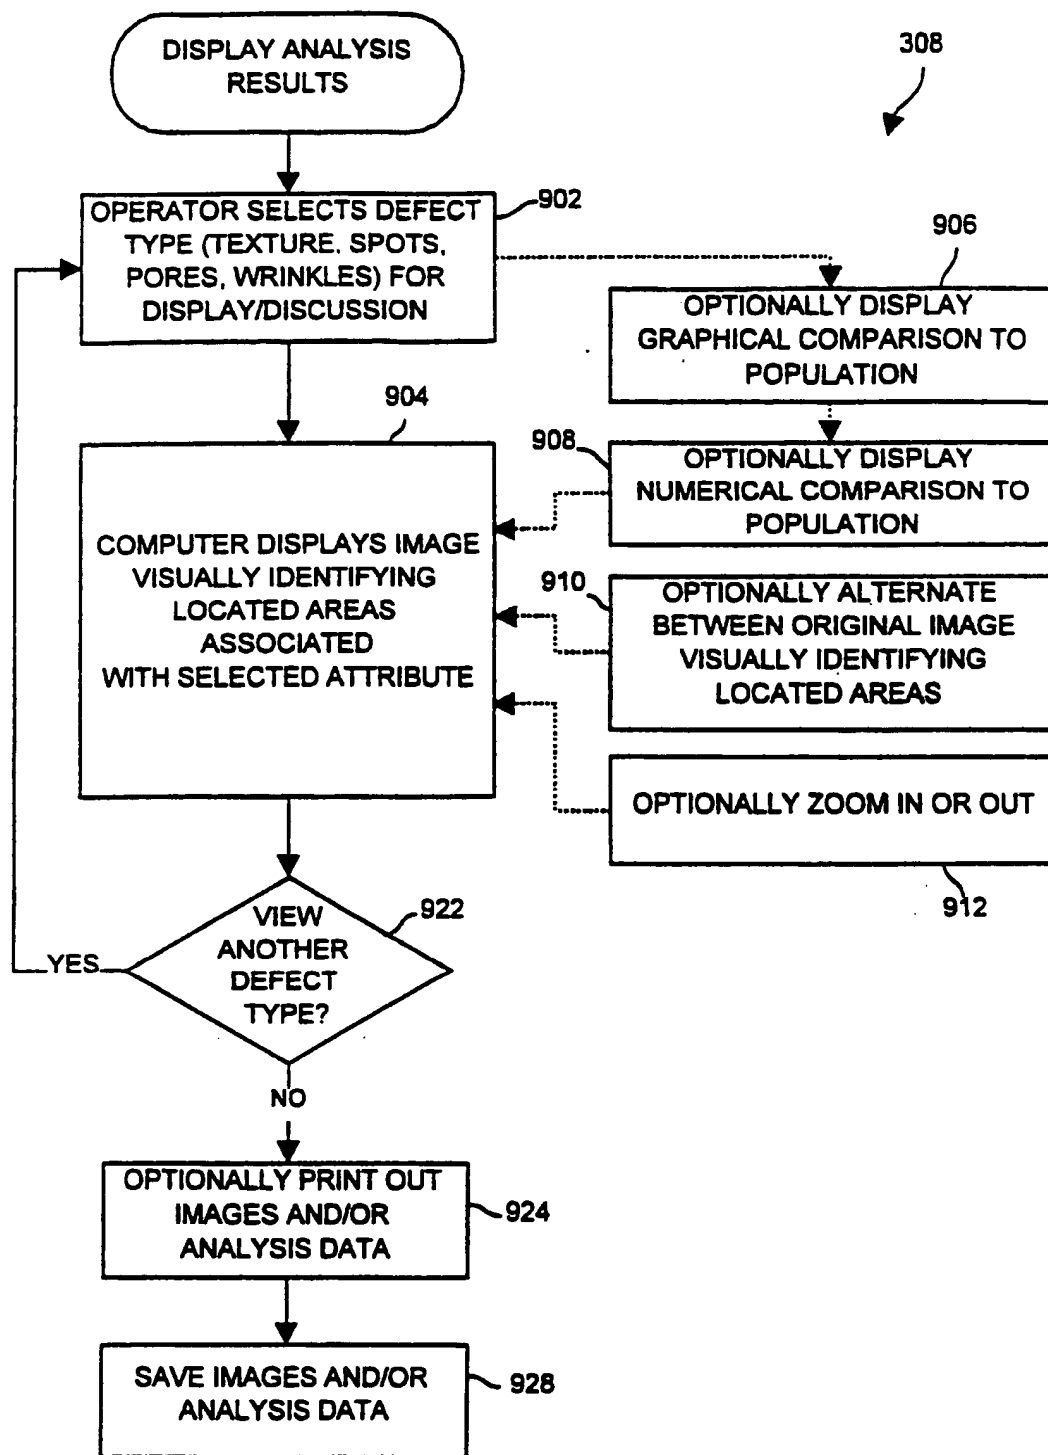 DISPLAY ANALYSIS
RESULTS
308
OPERATOR SELECTS DEFECT
TYPE (TEXTURE. SPOTS,
PORES, WRINKLES) FOR
DISPLAY/DISCUSSION
902
906
OPTIONALLY DISPLAY
GRAPHICAL COMPARISON TO
POPULATION
904
COMPUTER DISPLAYS IMAGE
VISUALLY IDENTIFYING
LOCATED AREAS
ASSOCIATED
WITH SELECTED ATTRIBUTE
908
OPTIONALLY DISPLAY
NUMERICAL COMPARISON TO
POPULATION
910
OPTIONALLY ALTERNATE
BETWEEN ORIGINAL IMAGE
VISUALLY IDENTIFYING
LOCATED AREAS
OPTIONALLY ZOOM IN OR OUT
912
VIEW
ANOTHER
DEFECT
TYPE?
922
YES
NO
OPTIONALLY PRINT OUT
IMAGES AND/OR
ANALYSIS DATA
924
SAVE IMAGES AND/OR
ANALYSIS DATA
928